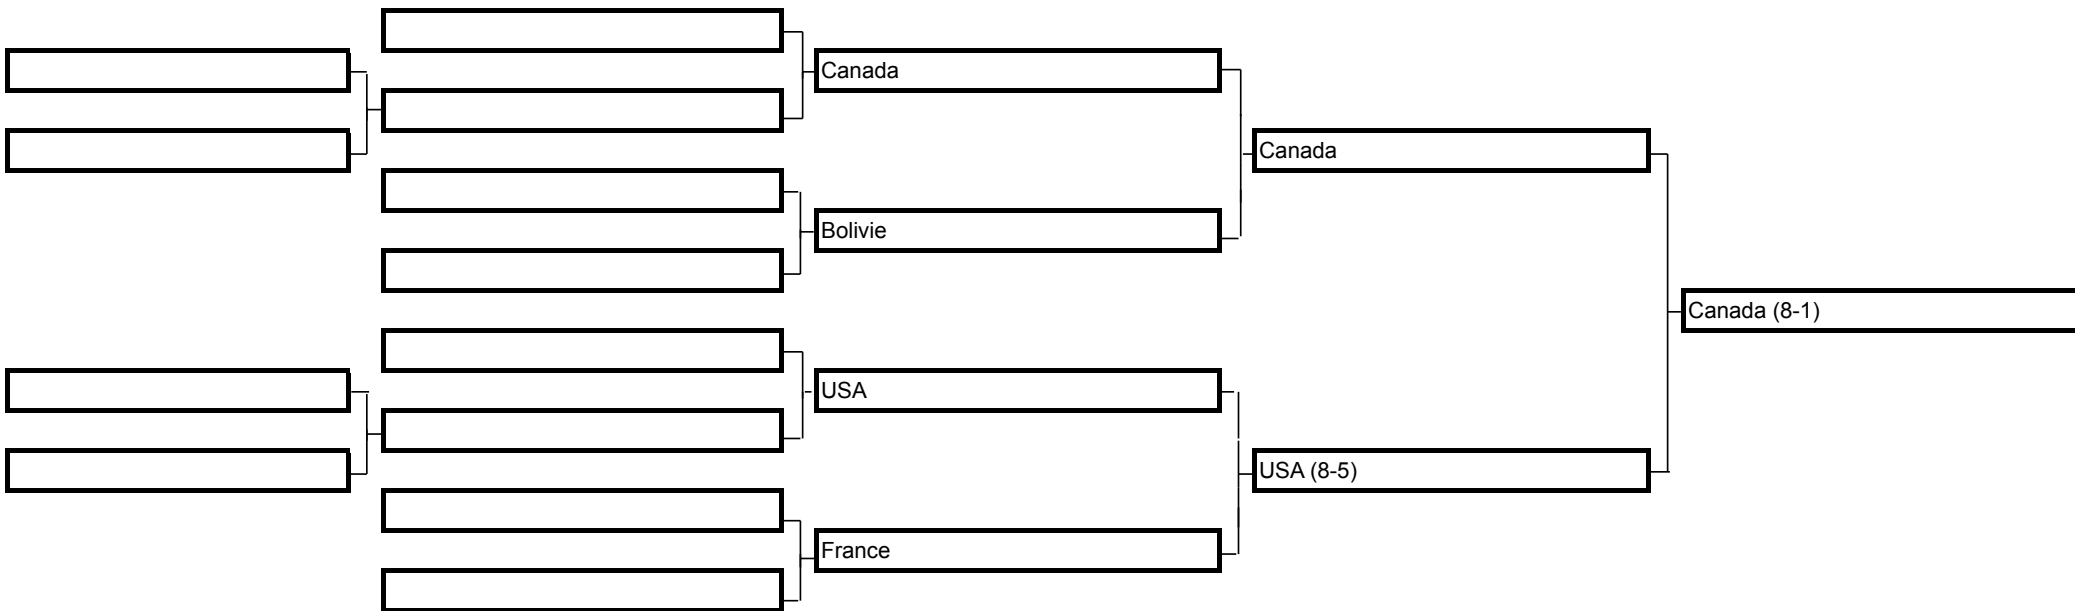 Canada
Canada
Bolivie
Canada (8-1)
USA
USA (8-5)
France